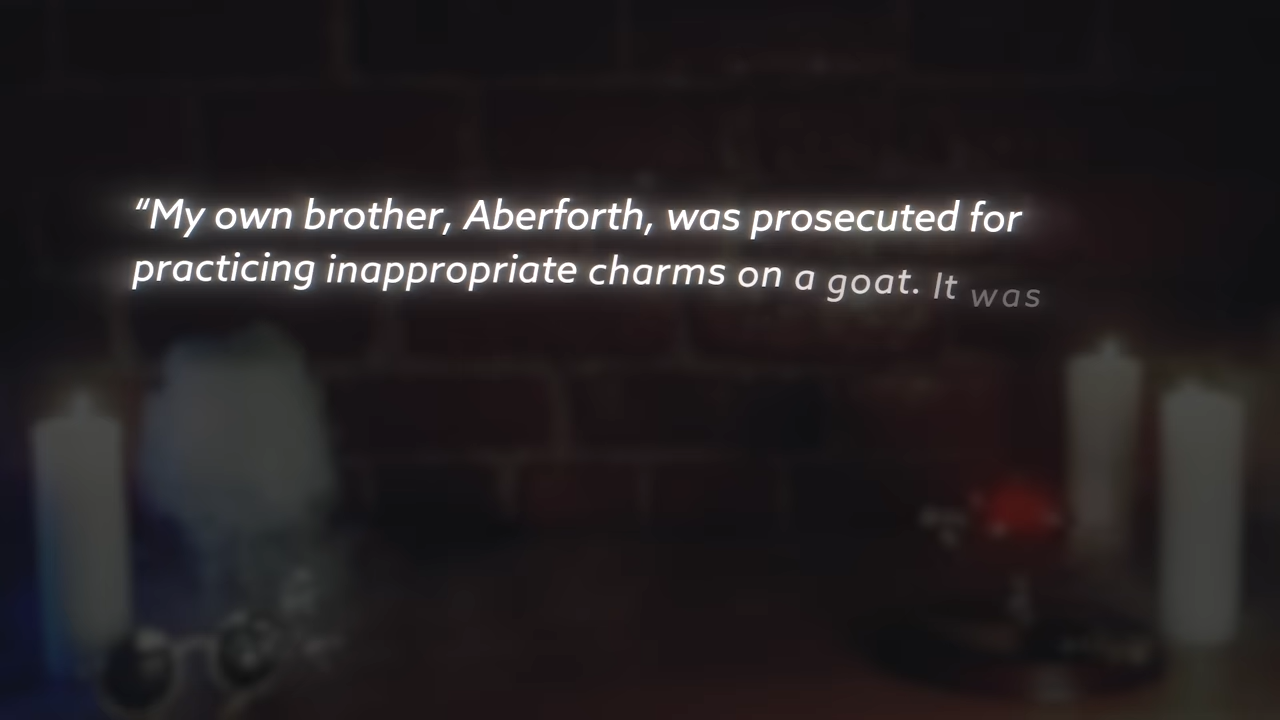 “My own brother, Aberforth, was prosecuted for
practicing inappropriate charms on a goat. It was